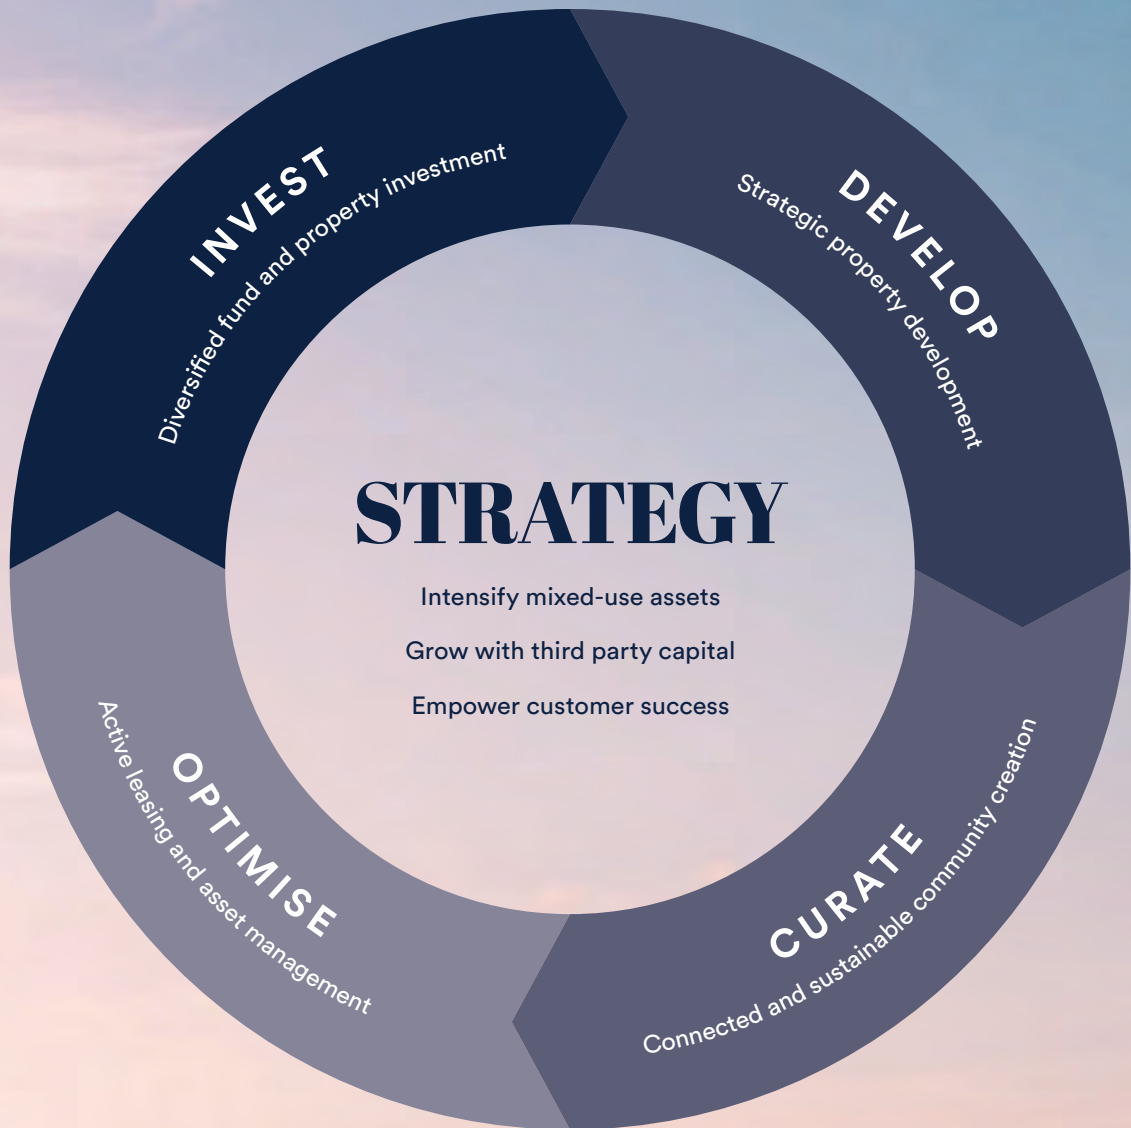 INVEST
Diversified fund and property investment
DEVELOP
Strategic property development
STRATEGY
Intensify mixed-use assets
Grow with third party capital
Empower customer success
CURATE
Connected and sustainable community creation
OPTIMISE
Active leasing and asset management